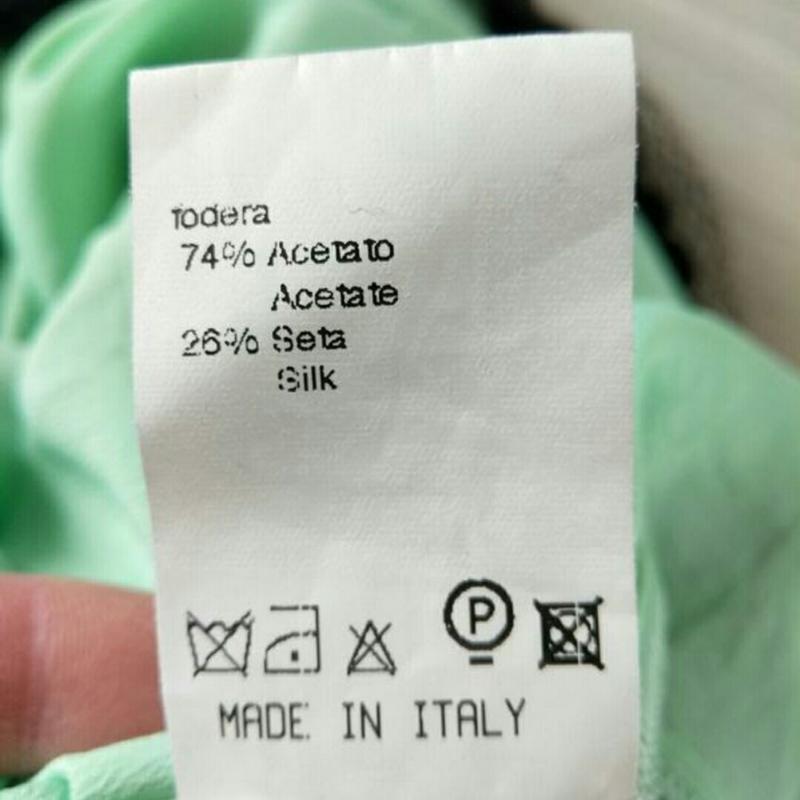 fodera
74% Acetato
Acetate
26% Seta
Silk
P
MADE IN ITALY